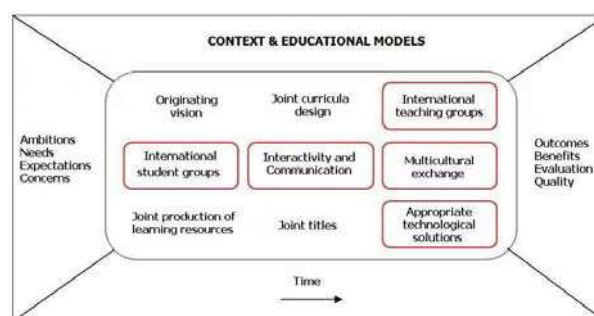 CONTEXT & EDUCATIONAL MODELS
Ambitions
Needs
Expectations
Concerns
Originating
vision
Joint curricula
design
International
teaching groups
International
student groups
Interactivity and
Communication
Multicultural
exchange
Joint production of
learning resources
Joint titles
Appropriate
technological
solutions
Outcomes
Benefits
Evaluation
Quality
Time